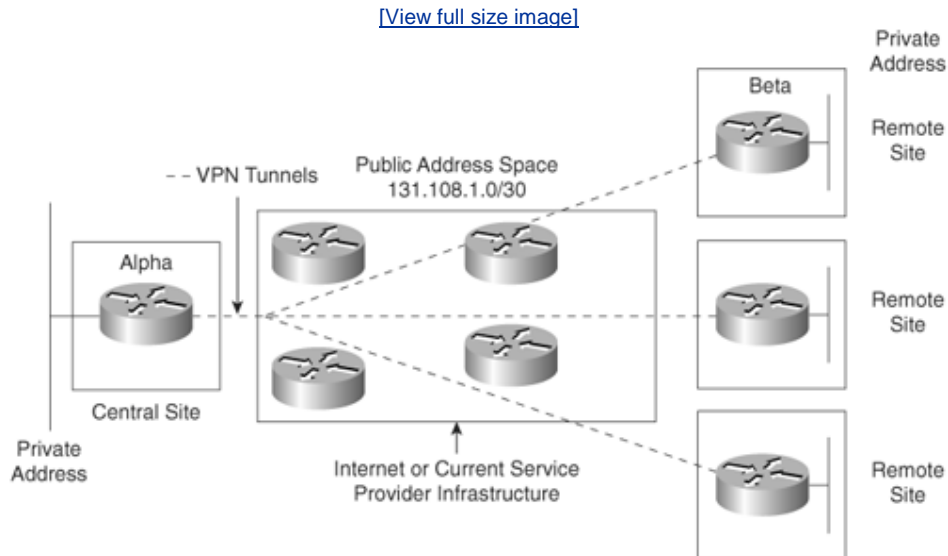 [View full size image]
Private
Address
Beta
Remote
Site
Public Address Space
131.108.1.0/30
VPN Tunnels
Alpha
Central Site
Private
Address
Remote
Site
Internet or Current Service
Provider Infrastructure
Remote
Site